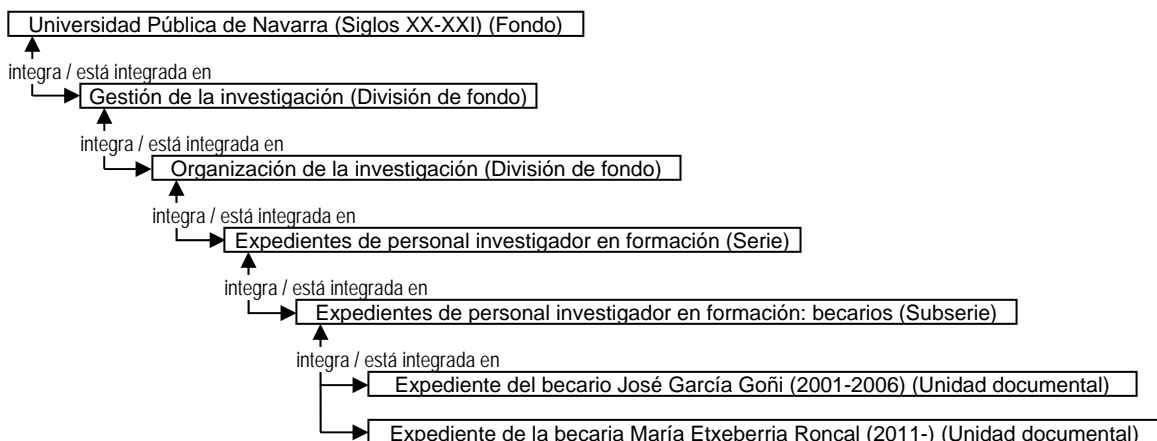 Universidad Pública de Navarra (Siglos XX-XXI) (Fondo)
integra / está integrada en
Gestión de la investigación (División de fondo)
integra / está integrada en
Organización de la investigación (División de fondo)
integra / está integrada en
Expedientes de personal investigador en formación (Serie)
integra / está integrada en
Expedientes de personal investigador en formación: becarios (Subserie)
integra / está integrada en
Expediente del becario José García Goñi (2001-2006) (Unidad documental)
Expediente de la becaria María Etxeberria Roncal (2011-) (Unidad documental)